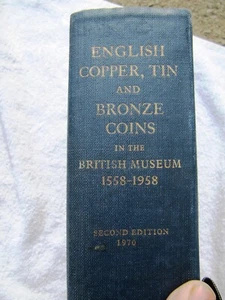 ENGLISH
COPPER, TIN
AND
BRONZE
COINS
IN THE
BRITISH MUSEUM
1558-1958
SECOND EDITION
1970